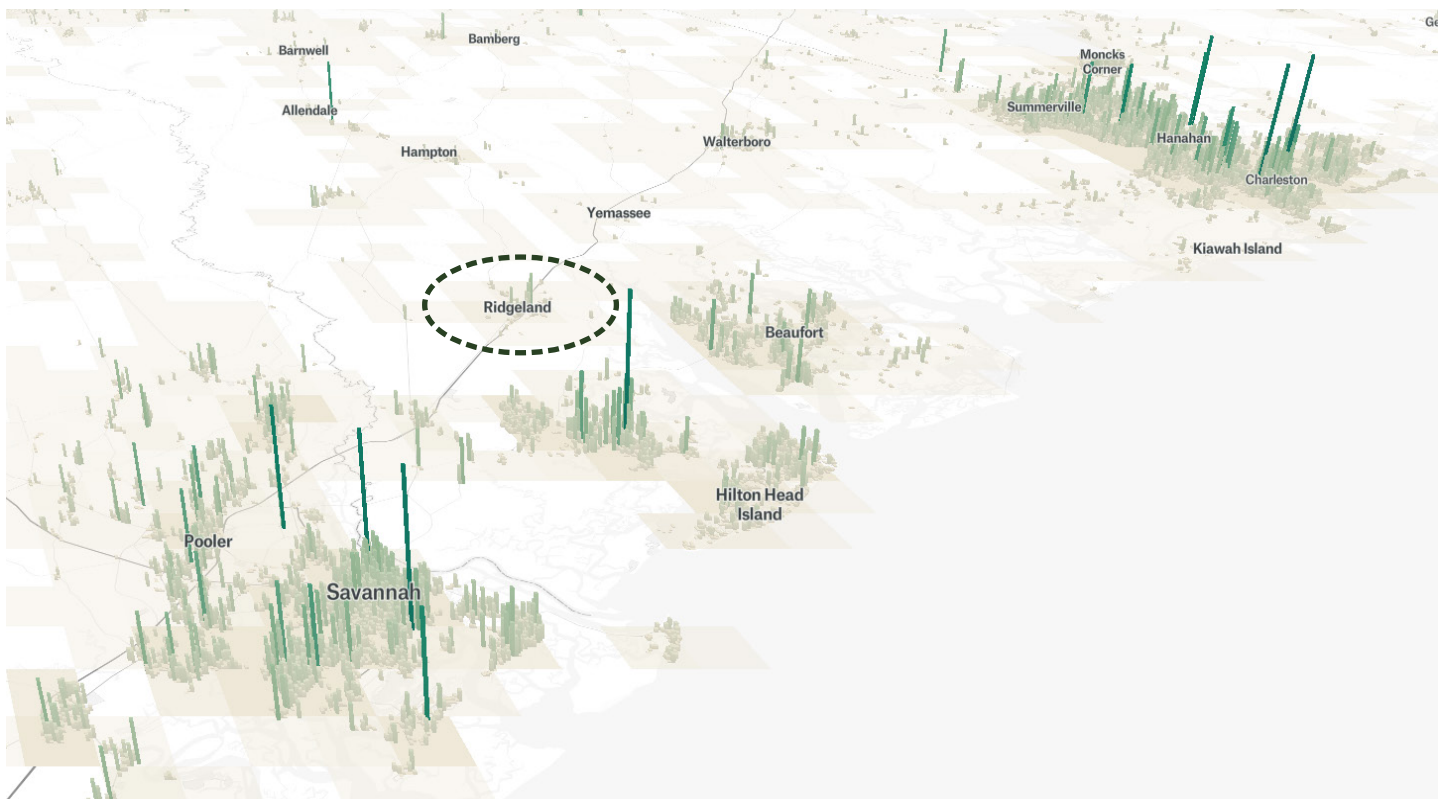 Ge
Bamberg
Barnwell
Moncks
Corner
Summerville
Allendale
Hanahan
Walterboro
Hampton
Charleston
Yemassee
Kiawah Island
Ridgeland
Beaufort
Hilton Head
Island
Pooler
Savannah